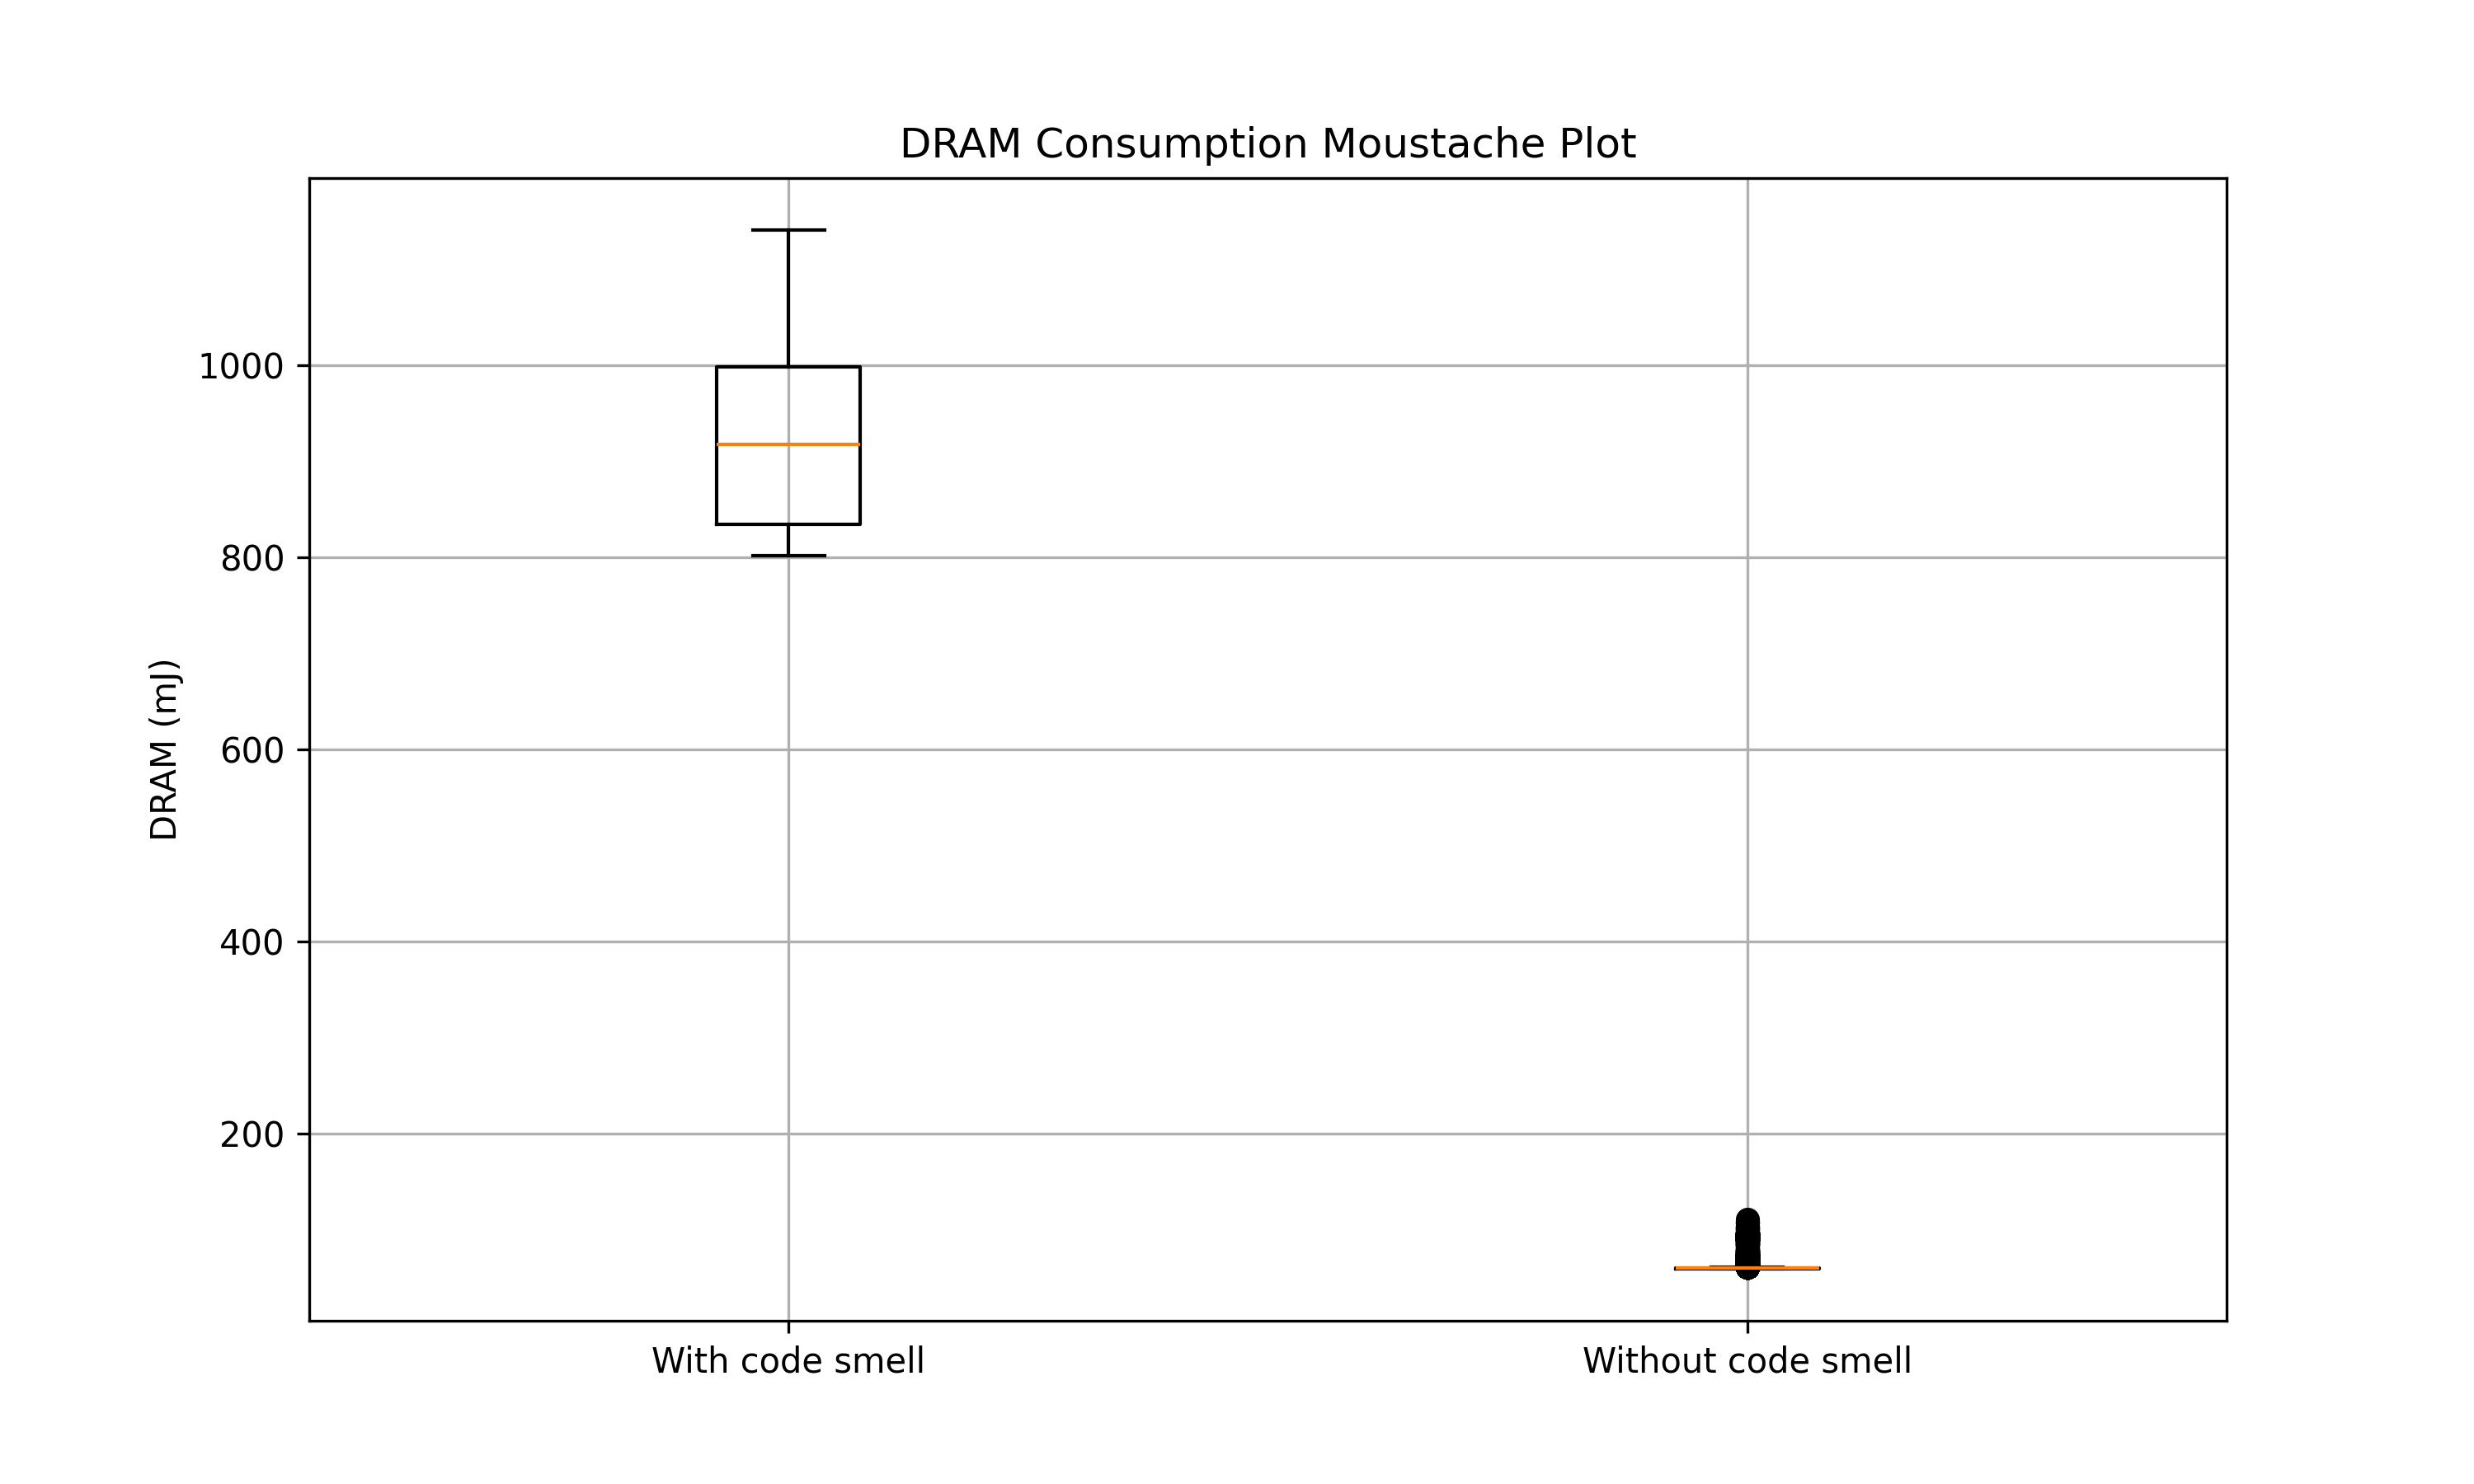 DRAM Consumption Moustache Plot
DRAM (mJ)
1000
800
600
400
200
With code smell
Without code smell